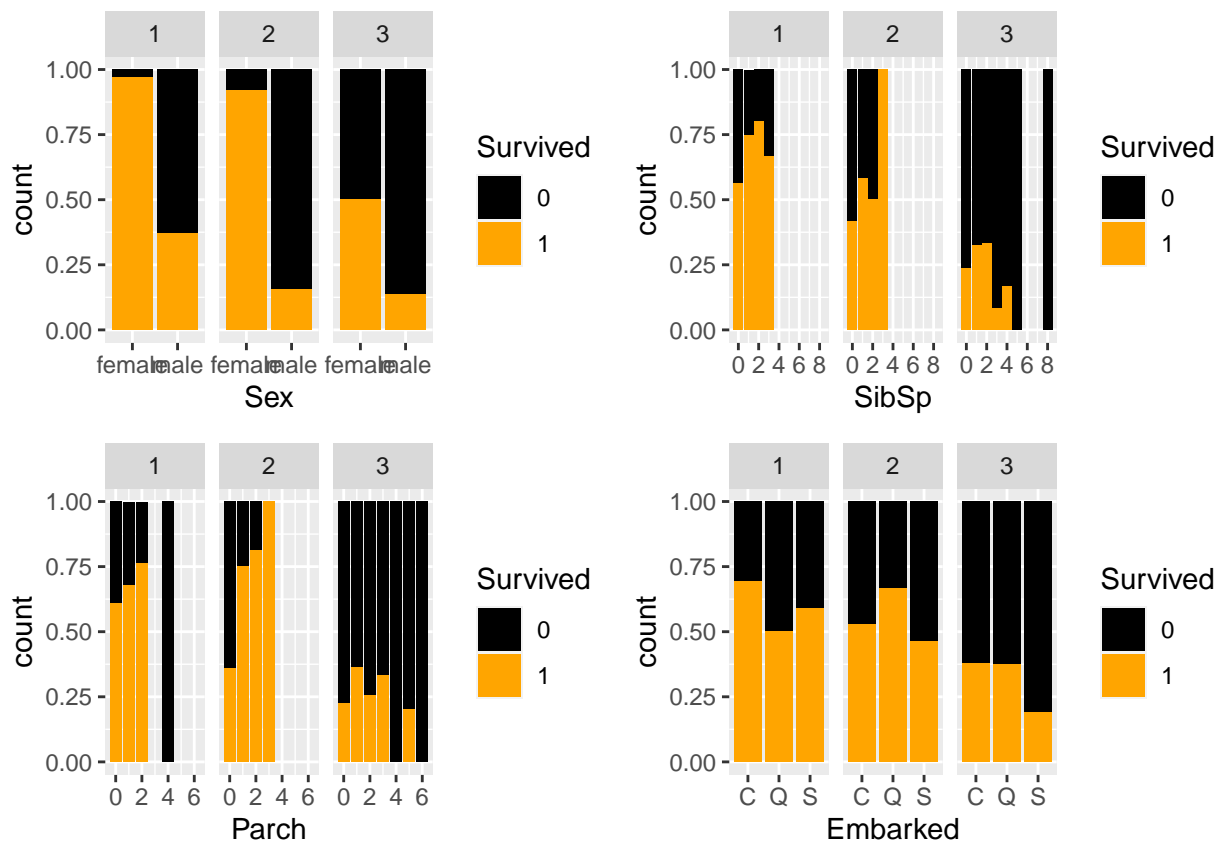 1 2 3
1.00
0.75
0.50
0.25
0.00
count
female male female male female male
Sex
Survived
0
1
1 2 3
1.00
0.75
0.50
0.25
0.00
count
0 2 4 6 8 0 2 4 6 8 0 2 4 6 8
SibSp
Survived
0
1
1 2 3
1.00
0.75
0.50
0.25
0.00
count
0 2 4 6 0 2 4 6 0 2 4 6
Parch
Survived
0
1
1 2 3
1.00
0.75
0.50
0.25
0.00
count
C Q S C Q S C Q S
Embarked
Survived
0
1